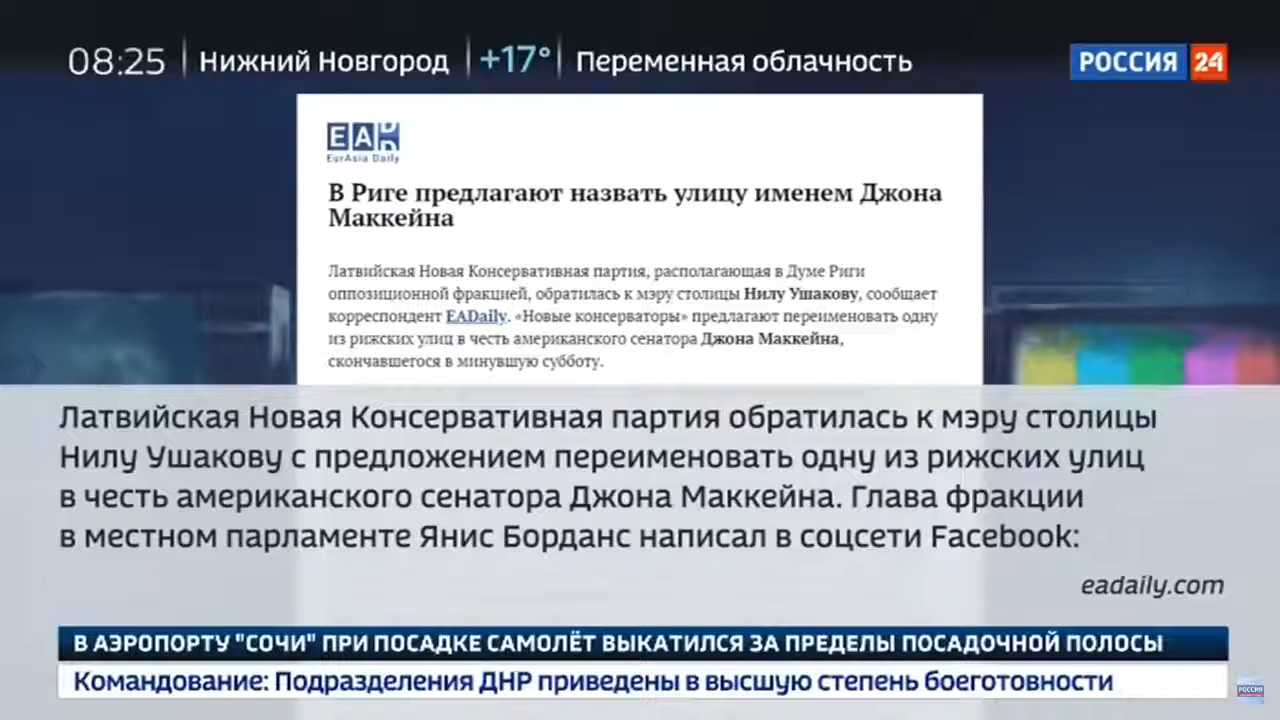 08:25 Нижний Новгород +17° Переменная облачность РОССИЯ 24
EAD
EurAsia Daily
В Риге предлагают назвать улицу именем Джона
Маккейна
Латвийская Новая Консервативная партия, располагающая в Думе Риги
оппозиционной фракцией, обратилась к мэру столицы Нилу Ушакову, сообщает
корреспондент EADaily. «Новые консерваторы» предлагают переименовать одну
из рижских улиц в честь американского сенатора Джона Маккейна,
скончавшегося в минувшую субботу.
Латвийская Новая Консервативная партия обратилась к мэру столицы
Нилу Ушакову с предложением переименовать одну из рижских улиц
в честь американского сенатора Джона Маккейна. Глава фракции
в местном парламенте Янис Борданс написал в соцсети Facebook:
eadaily.com
В АЭРОПОРТУ "СОЧИ" ПРИ ПОСАДКЕ САМОЛЁТ ВЫКАТИЛСЯ ЗА ПРЕДЕЛЫ ПОСАДОЧНОЙ ПОЛОСЫ
Командование: Подразделения ДНР приведены в высшую степень боеготовности
РОССИЯ